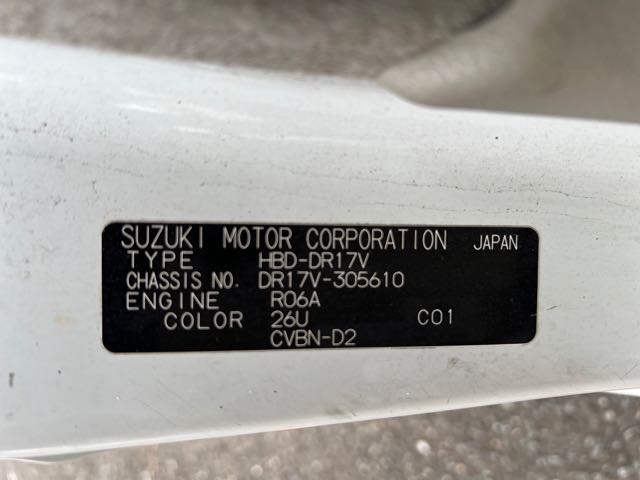 SUZUKI MOTOR CORPORATION JAPAN
TYPE HBD-DR17V
CHASSIS NO. DR17V-305610
ENGINE R06A
COLOR 26U C01
CVBN-D2